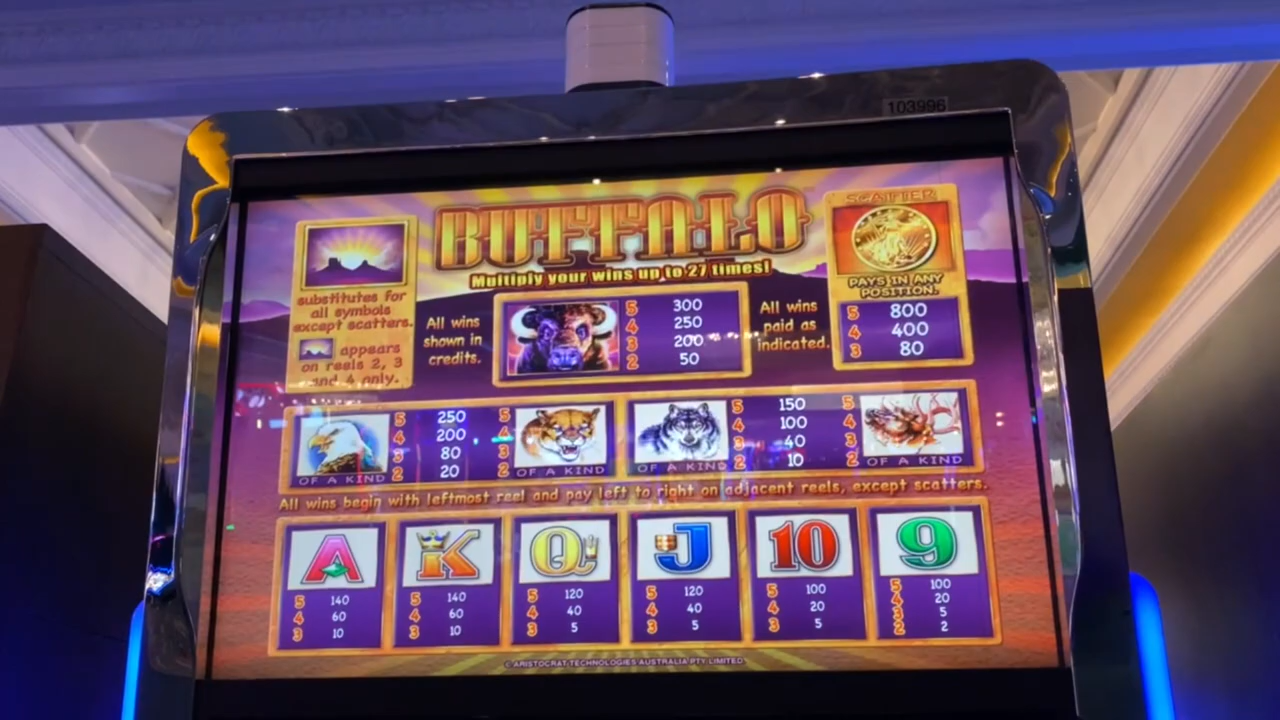 103996
BUFFALO
Multiply your wins up to 27 times!
substitutes for
all symbols
except scatters.
appears
on reels 2, 3
and 4 only.
All wins
shown in
credits.
5 300
4 250
3 200
2 50
All wins
paid as
indicated.
SCATTER
PAYS IN ANY
POSITION.
5 800
4 400
3 80
OF A KIND
5 250 5
4 200 4
3 80 3
2 20 2
OF A KIND
OF A KIND
5 150 5
4 100 4
3 40 3
2 10 2
OF A KIND
All wins begin with leftmost reel and pay left to right on adjacent reels, except scatters.
A
5 140
4 60
3 10
K
5 140
4 60
3 10
Q
5 120
4 40
3 5
J
5 120
4 40
3 5
10
5 100
4 20
3 5
9
5 100
4 20
3 5
2 2
© ARISTOCRAT TECHNOLOGIES AUSTRALIA PTY LIMITED